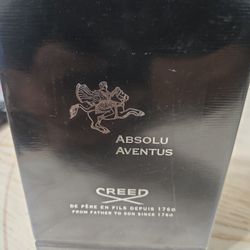 ABSOLU
AVENTUS
CREED
DE PÈRE EN FILS DEPUIS 1760
FROM FATHER TO SON SINCE 1760